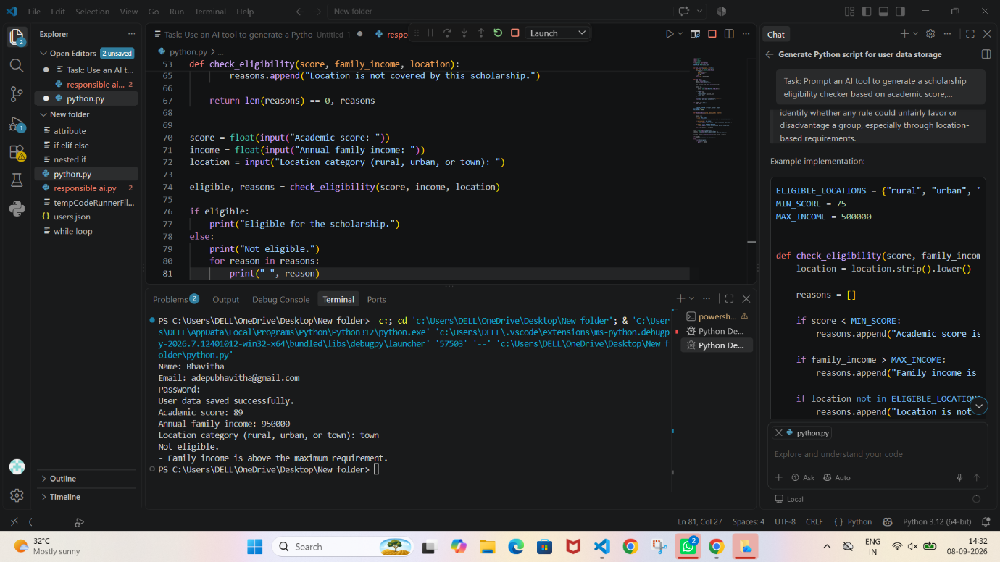 File Edit Selection View Go Run Terminal Help
New folder
Explorer
Open Editors 2 unsaved
Task: Use an AI t...
responsible ai... 2
python.py
New folder
attribute
if elif else
nested if
python.py
responsible ai.py 2
tempCodeRunnerFil...
users.json
while loop
Outline
Timeline
2
1
Task: Use an AI tool to generate a Pytho Untitled-1
respo
Launch
python.py > ...
53 def check_eligibility(score, family_income, location):
65 reasons.append("Location is not covered by this scholarship.")
66
67 return len(reasons) == 0, reasons
68
69
70 score = float(input("Academic score: "))
71 income = float(input("Annual family income: "))
72 location = input("Location category (rural, urban, or town): ")
73
74 eligible, reasons = check_eligibility(score, income, location)
75
76 if eligible:
77 print("Eligible for the scholarship.")
78 else:
79 print("Not eligible.")
80 for reason in reasons:
81 print("-", reason)
Problems 2 Output Debug Console Terminal Ports
PS C:\Users\DELL\OneDrive\Desktop\New folder> c:; cd 'c:\Users\DELL\OneDrive\Desktop\New folder'; & 'C:\User
s\DELL\AppData\Local\Programs\Python\Python312\python.exe' 'c:\Users\DELL\.vscode\extensions\ms-python.debugp
y-2026.7.12401012-win32-x64\bundled\libs\debugpy\launcher' '57503' '--' 'c:\Users\DELL\OneDrive\Desktop\New f
older\python.py'
Name: Bhavitha
Email: adepubhavitha@gmail.com
Password:
User data saved successfully.
Academic score: 89
Annual family income: 950000
Location category (rural, urban, or town): town
Not eligible.
- Family income is above the maximum requirement.
PS C:\Users\DELL\OneDrive\Desktop\New folder>
powersh...
Python De...
Python De...
Chat
Generate Python script for user data storage
Task: Prompt an AI tool to generate a scholarship
eligibility checker based on academic score,...
identify whether any rule could unfairly favor or
disadvantage a group, especially through location-
based requirements.
Example implementation:
ELIGIBLE_LOCATIONS = {"rural", "urban", "
MIN_SCORE = 75
MAX_INCOME = 500000
def check_eligibility(score, family_incom
location = location.strip().lower()
reasons = []
if score < MIN_SCORE:
reasons.append("Academic score is
if family_income > MAX_INCOME:
reasons.append("Family income is
if location not in ELIGIBLE_LOCATION
reasons.append("Location is not
python.py
Explore and understand your code
Ask Auto
Local
Ln 81, Col 27 Spaces: 4 UTF-8 CRLF { } Python Python 3.12 (64-bit)
32°C
Mostly sunny
Search
2
ENG
IN
14:32
08-09-2026